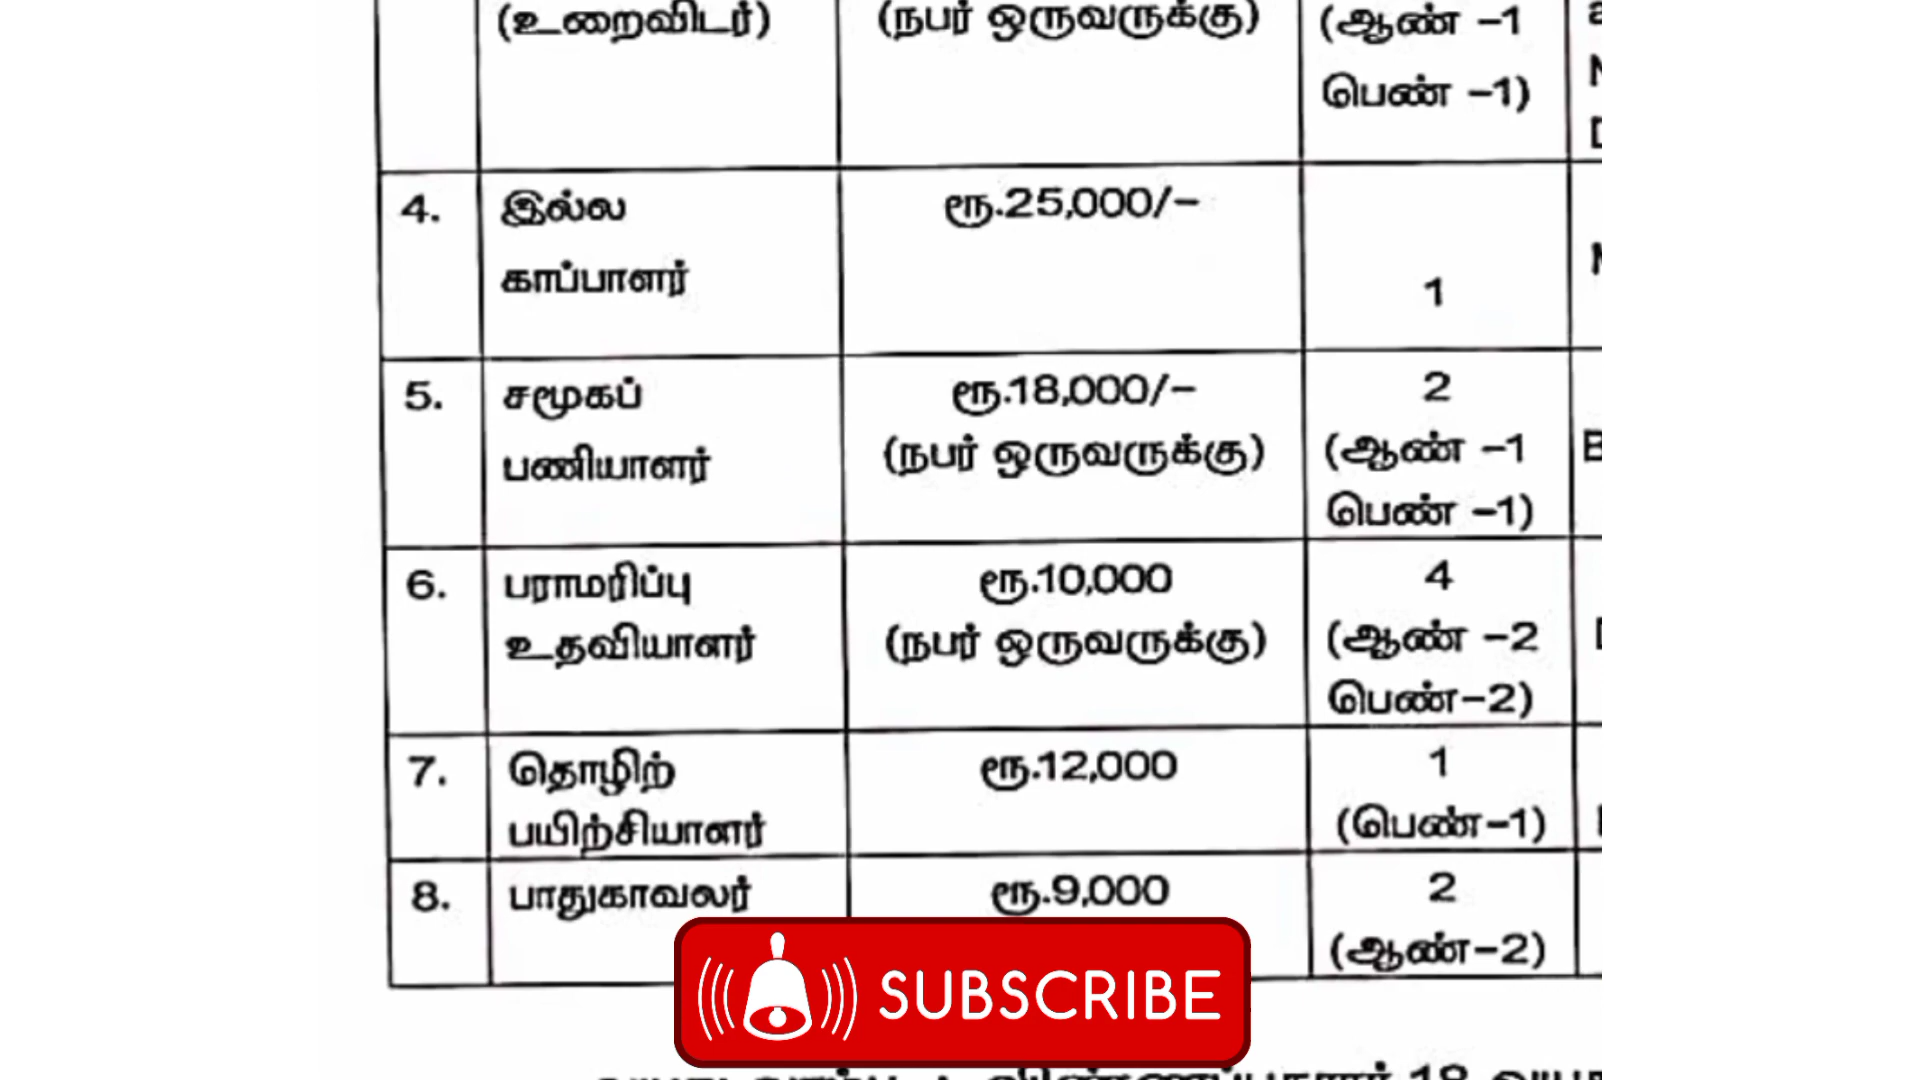 (உறைவிடர்) (நபர் ஒருவருக்கு) (ஆண் –1
பெண் –1)
4. இல்ல ரூ.25,000/–
காப்பாளர் 1
5. சமூகப் ரூ.18,000/– 2
பணியாளர் (நபர் ஒருவருக்கு) (ஆண் –1
பெண் –1)
6. பராமரிப்பு ரூ.10,000 4
உதவியாளர் (நபர் ஒருவருக்கு) (ஆண் –2
பெண்–2)
7. தொழிற் ரூ.12,000 1
பயிற்சியாளர் (பெண்–1)
8. பாதுகாவலர் ரூ.9,000 2
(ஆண்–2)
SUBSCRIBE